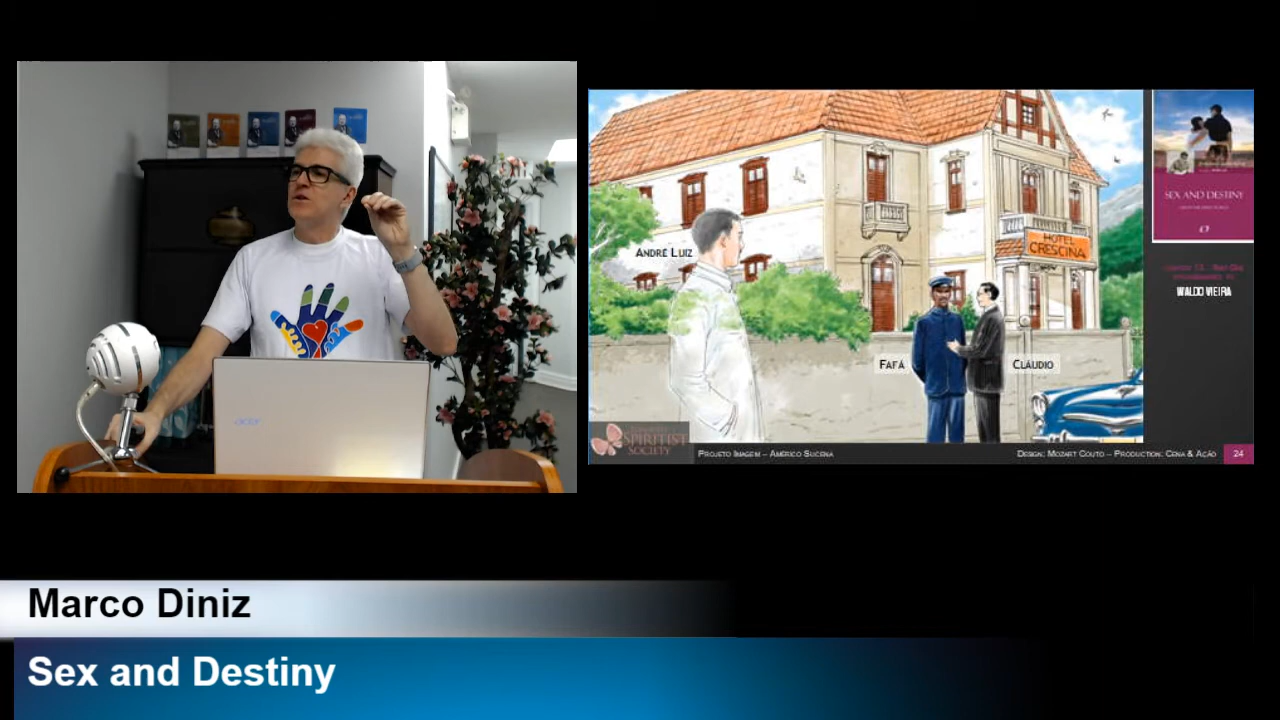 acer
ANDRÉ LUIZ
HOTEL
CRESCINA
FAFÁ
CLÁUDIO
SPIRITIST
SOCIETY
PROJETO IMAGEM – AMÉRICO SUCENA
DESIGN: MOZART COUTO – PRODUCTION: CENA & AÇÃO
24
SEX AND DESTINY
WALDO VIEIRA
Marco Diniz
Sex and Destiny